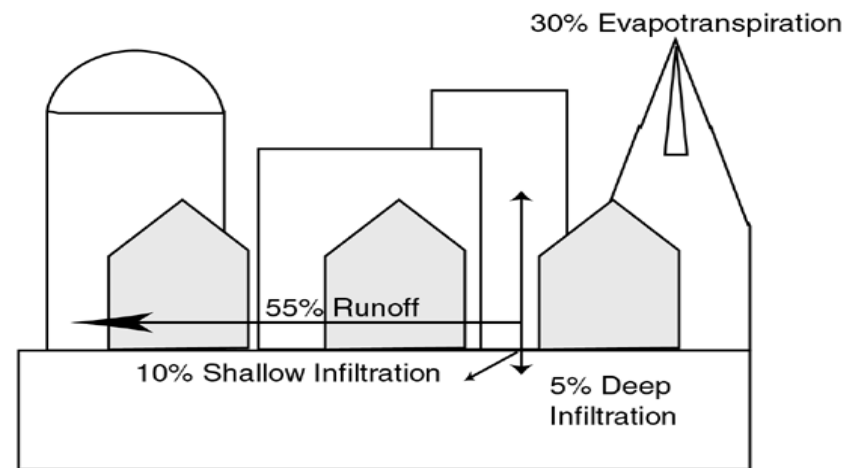 30% Evapotranspiration
55% Runoff
10% Shallow Infiltration
5% Deep
Infiltration